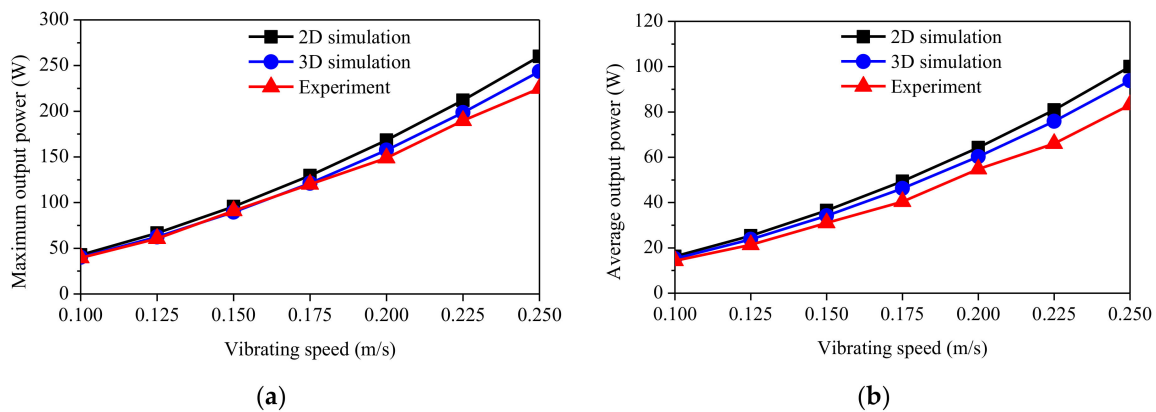 300
250
200
150
100
50
0
Maximum output power (W)
2D simulation
3D simulation
Experiment
0.100 0.125 0.150 0.175 0.200 0.225 0.250
Vibrating speed (m/s)
(a)
120
100
80
60
40
20
0
Average output power (W)
2D simulation
3D simulation
Experiment
0.100 0.125 0.150 0.175 0.200 0.225 0.250
Vibrating speed (m/s)
(b)